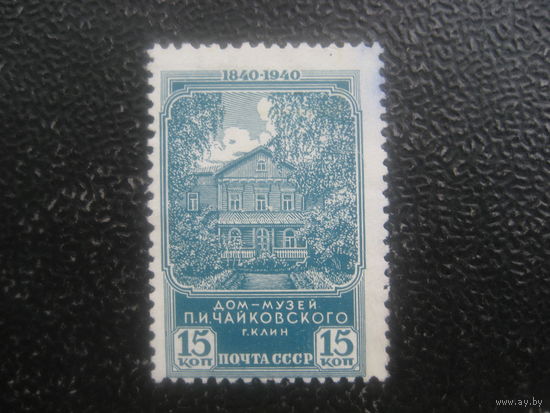 1840-1940
ДОМ-МУЗЕЙ
П.И.ЧАЙКОВСКОГО
Г.КЛИН
15 КОП ПОЧТА СССР 15 КОП
www.ay.by